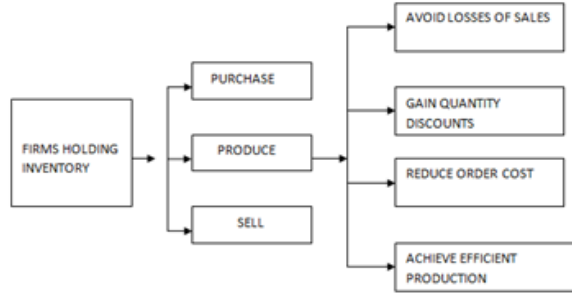 FIRMS HOLDING
INVENTORY
PURCHASE
PRODUCE
SELL
AVOID LOSSES OF SALES
GAIN QUANTITY
DISCOUNTS
REDUCE ORDER COST
ACHIEVE EFFICIENT
PRODUCTION